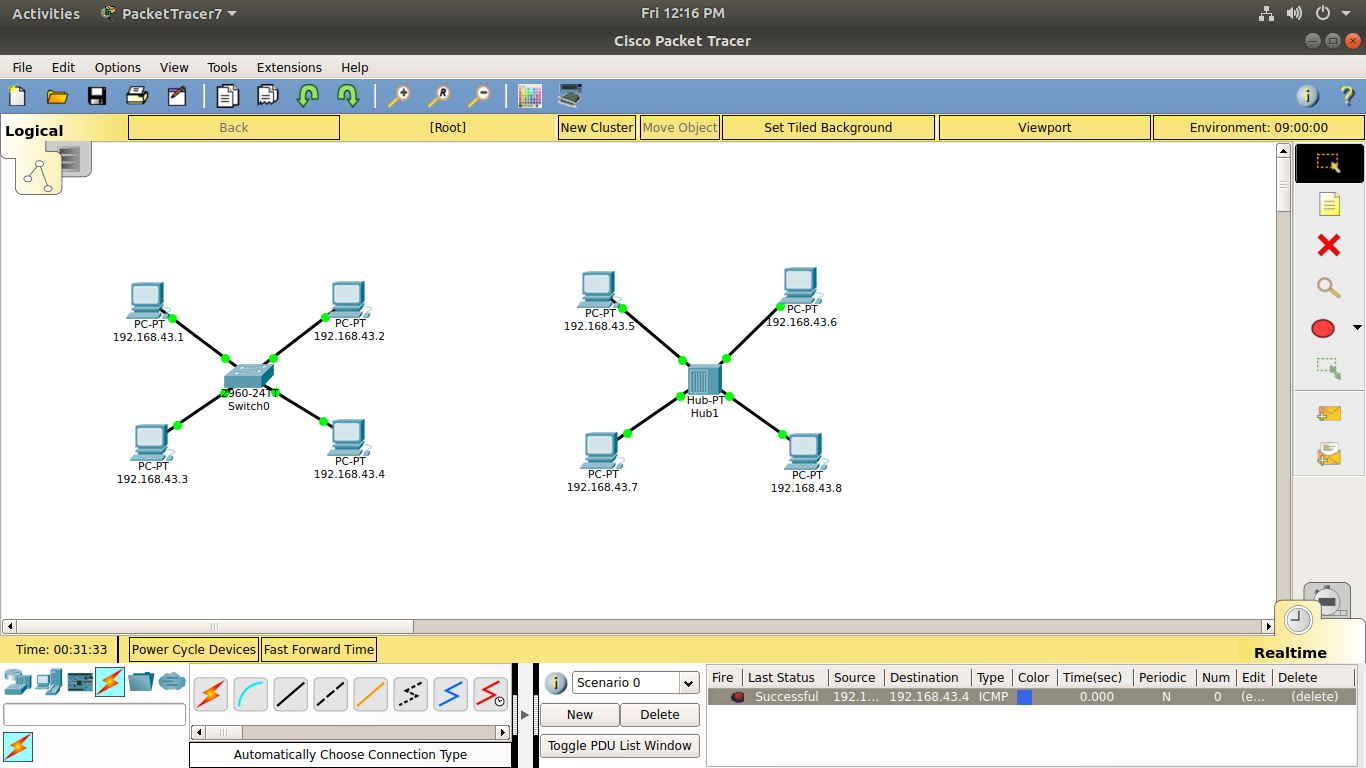 Activities PacketTracer7 Fri 12:16 PM
Cisco Packet Tracer
File Edit Options View Tools Extensions Help
Logical Back [Root] New Cluster Move Object Set Tiled Background Viewport Environment: 09:00:00
PC-PT
192.168.43.1
PC-PT
192.168.43.2
2960-24TT
Switch0
PC-PT
192.168.43.3
PC-PT
192.168.43.4
PC-PT
192.168.43.5
PC-PT
192.168.43.6
Hub-PT
Hub1
PC-PT
192.168.43.7
PC-PT
192.168.43.8
Time: 00:31:33 Power Cycle Devices Fast Forward Time
Realtime
Scenario 0
New Delete
Toggle PDU List Window
Automatically Choose Connection Type
Fire Last Status Source Destination Type Color Time(sec) Periodic Num Edit Delete
Successful 192.1... 192.168.43.4 ICMP 0.000 N 0 (e... (delete)